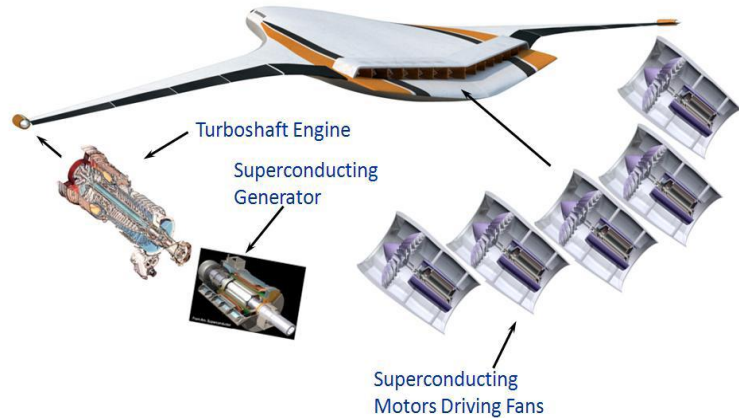 Turboshaft Engine
Superconducting
Generator
Superconducting
Motors Driving Fans